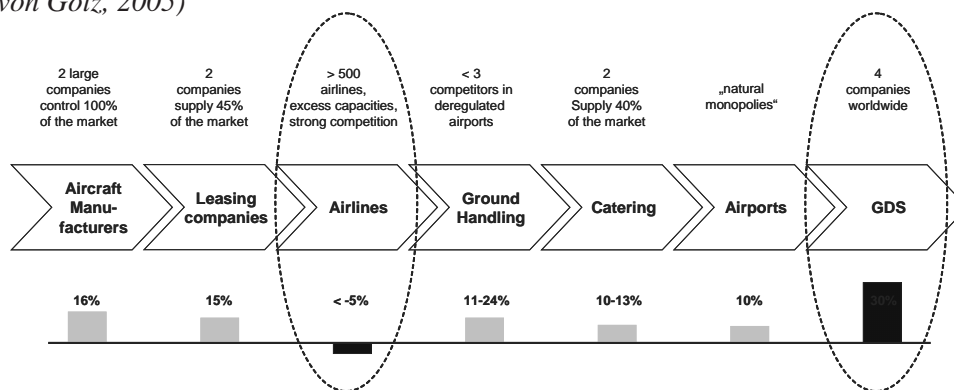 von Götz, 2005)
2 large
companies
control 100%
of the market
2
companies
supply 45%
of the market
> 500
airlines,
excess capacities,
strong competition
< 3
competitors in
deregulated
airports
2
companies
Supply 40%
of the market
„natural
monopolies“
4
companies
worldwide
Aircraft
Manu-
facturers
Leasing
companies
Airlines
Ground
Handling
Catering
Airports
GDS
16%
15%
< -5%
11-24%
10-13%
10%
30%